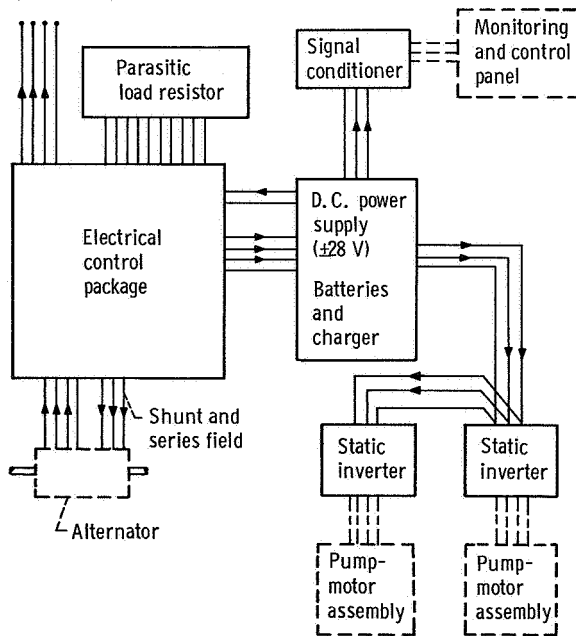 Parasitic
load resistor
Signal
conditioner
Monitoring
and control
panel
Electrical
control
package
D. C. power
supply
(±28 V)
Batteries
and
charger
Shunt and
series field
Alternator
Static
inverter
Static
inverter
Pump-
motor
assembly
Pump-
motor
assembly